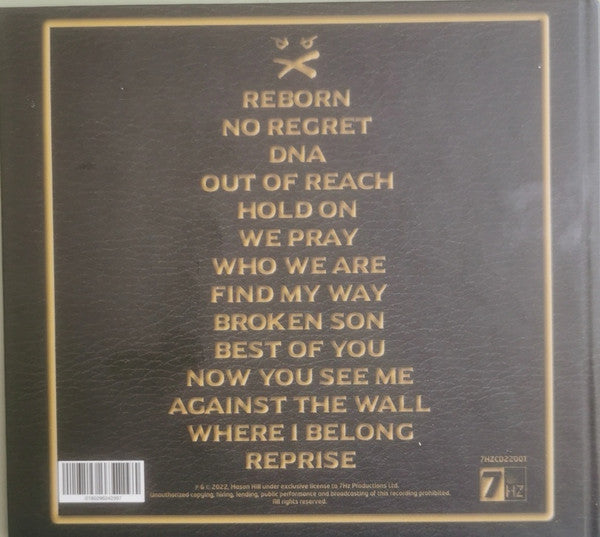 REBORN
NO REGRET
DNA
OUT OF REACH
HOLD ON
WE PRAY
WHO WE ARE
FIND MY WAY
BROKEN SON
BEST OF YOU
NOW YOU SEE ME
AGAINST THE WALL
WHERE I BELONG
REPRISE
7HZCD22001
7
HZ
℗ & © 2022, Mason Hill under exclusive license to 7Hz Productions Ltd.
Unauthorized copying, hiring, lending, public performance and broadcasting of this recording prohibited.
All rights reserved.